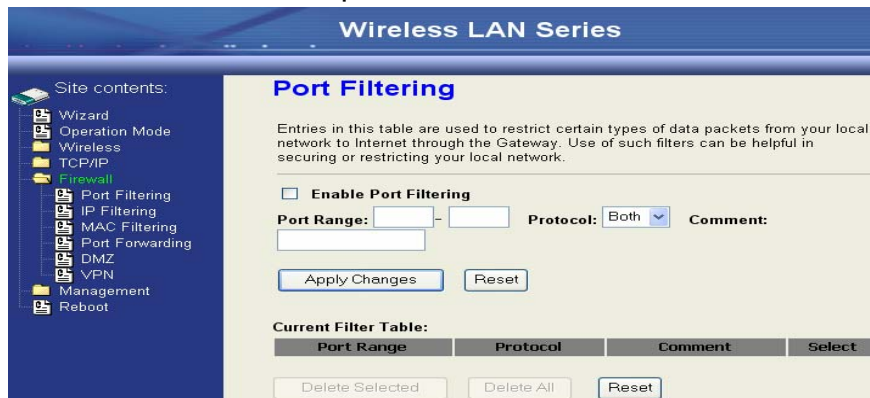 Wireless LAN Series
Site contents:
Wizard
Operation Mode
Wireless
TCP/IP
Firewall
Port Filtering
IP Filtering
MAC Filtering
Port Forwarding
DMZ
VPN
Management
Reboot
Port Filtering
Entries in this table are used to restrict certain types of data packets from your local
network to Internet through the Gateway. Use of such filters can be helpful in
securing or restricting your local network.
Enable Port Filtering
Port Range: - Protocol: Both Comment:
Apply Changes Reset
Current Filter Table:
Port Range Protocol Comment Select
Delete Selected Delete All Reset